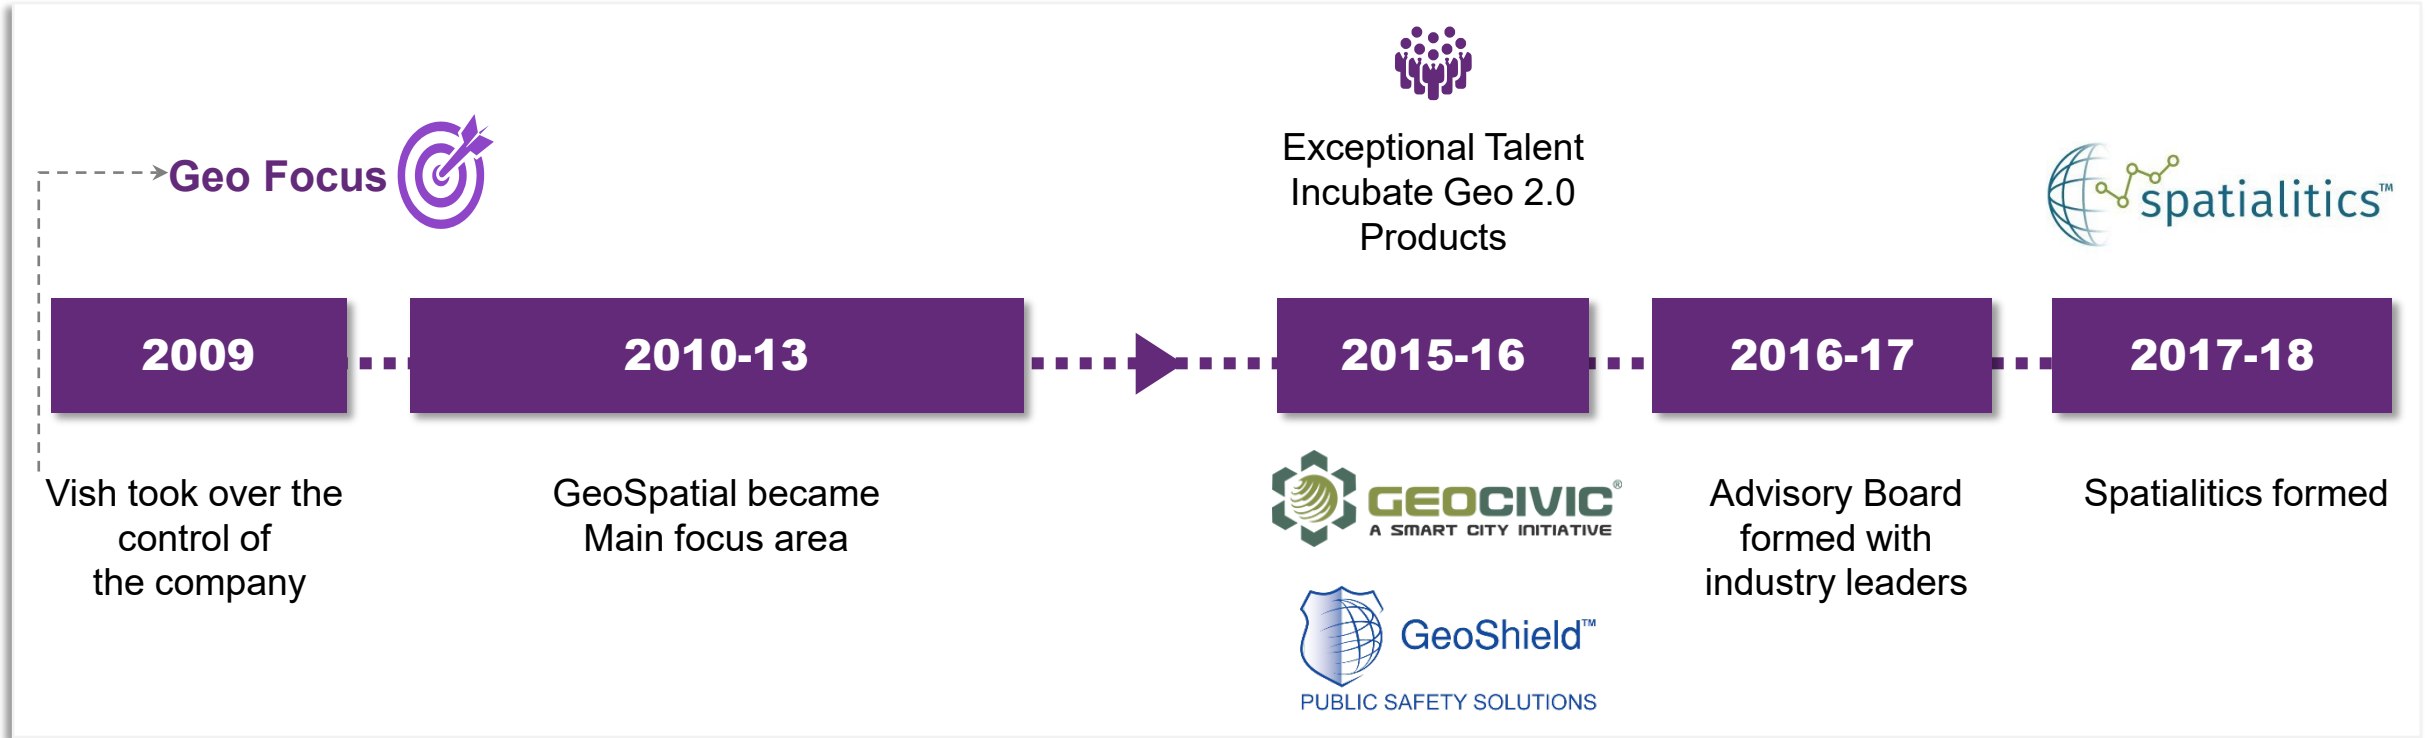 Geo Focus
Exceptional Talent
Incubate Geo 2.0
Products
spatialitics™
2009
2010-13
2015-16
2016-17
2017-18
Vish took over the
control of
the company
GeoSpatial became
Main focus area
GEOCIVIC®
A SMART CITY INITIATIVE
GeoShield™
PUBLIC SAFETY SOLUTIONS
Advisory Board
formed with
industry leaders
Spatialitics formed